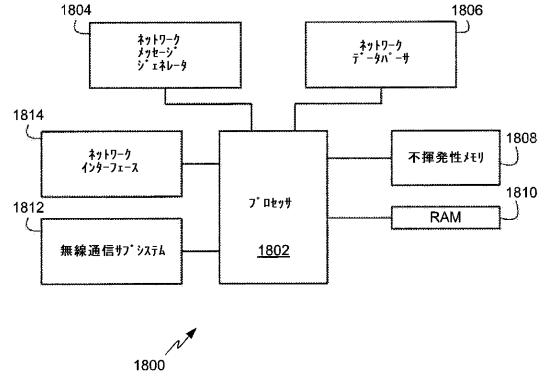 1804
1806
ﾈｯﾄﾜｰｸ
ﾒｯｾｰｼﾞ
ｼﾞｪﾈﾚｰﾀ
ﾈｯﾄﾜｰｸ
ﾃﾞｰﾀﾊﾟｰｻ
1814
ﾈｯﾄﾜｰｸ
ｲﾝﾀｰﾌｪｰｽ
不揮発性ﾒﾓﾘ
1808
1812
ﾌﾟﾛｾｯｻ
1802
RAM
1810
無線通信ｻﾌﾞｼｽﾃﾑ
1800